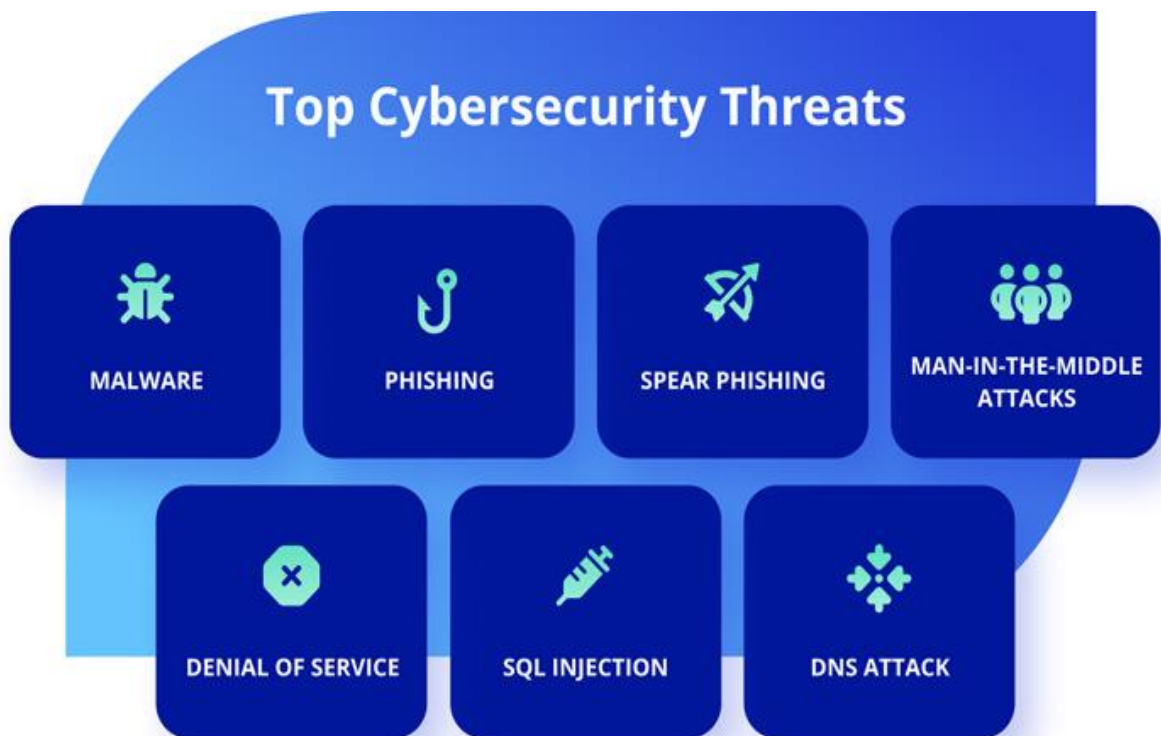 Top Cybersecurity Threats
MALWARE
PHISHING
SPEAR PHISHING
MAN-IN-THE-MIDDLE
ATTACKS
DENIAL OF SERVICE
SQL INJECTION
DNS ATTACK